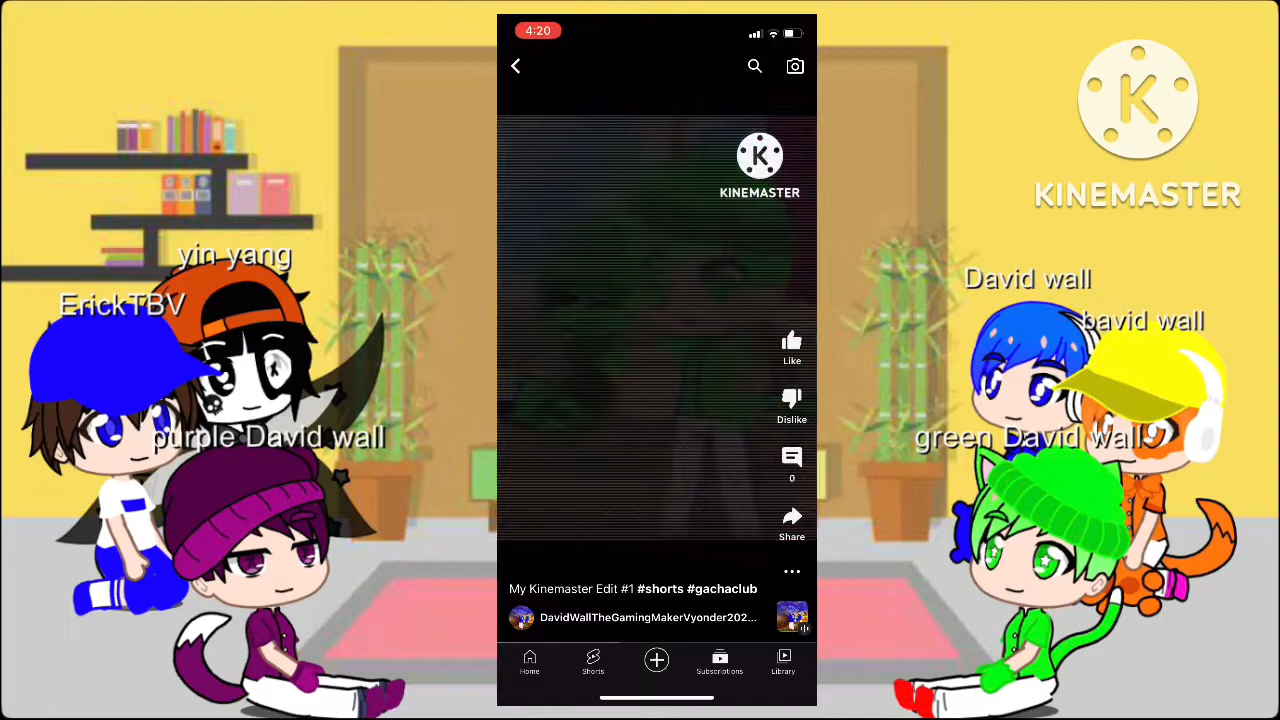 4:20
K
KINEMASTER
K
KINEMASTER
yin yang
ErickTBV
purple David wall
David wall
bavid wall
green David wall
Like
Dislike
0
Share
My Kinemaster Edit #1 #shorts #gachaclub
DavidWallTheGamingMakerVyonder202...
Home
Shorts
Subscriptions
Library